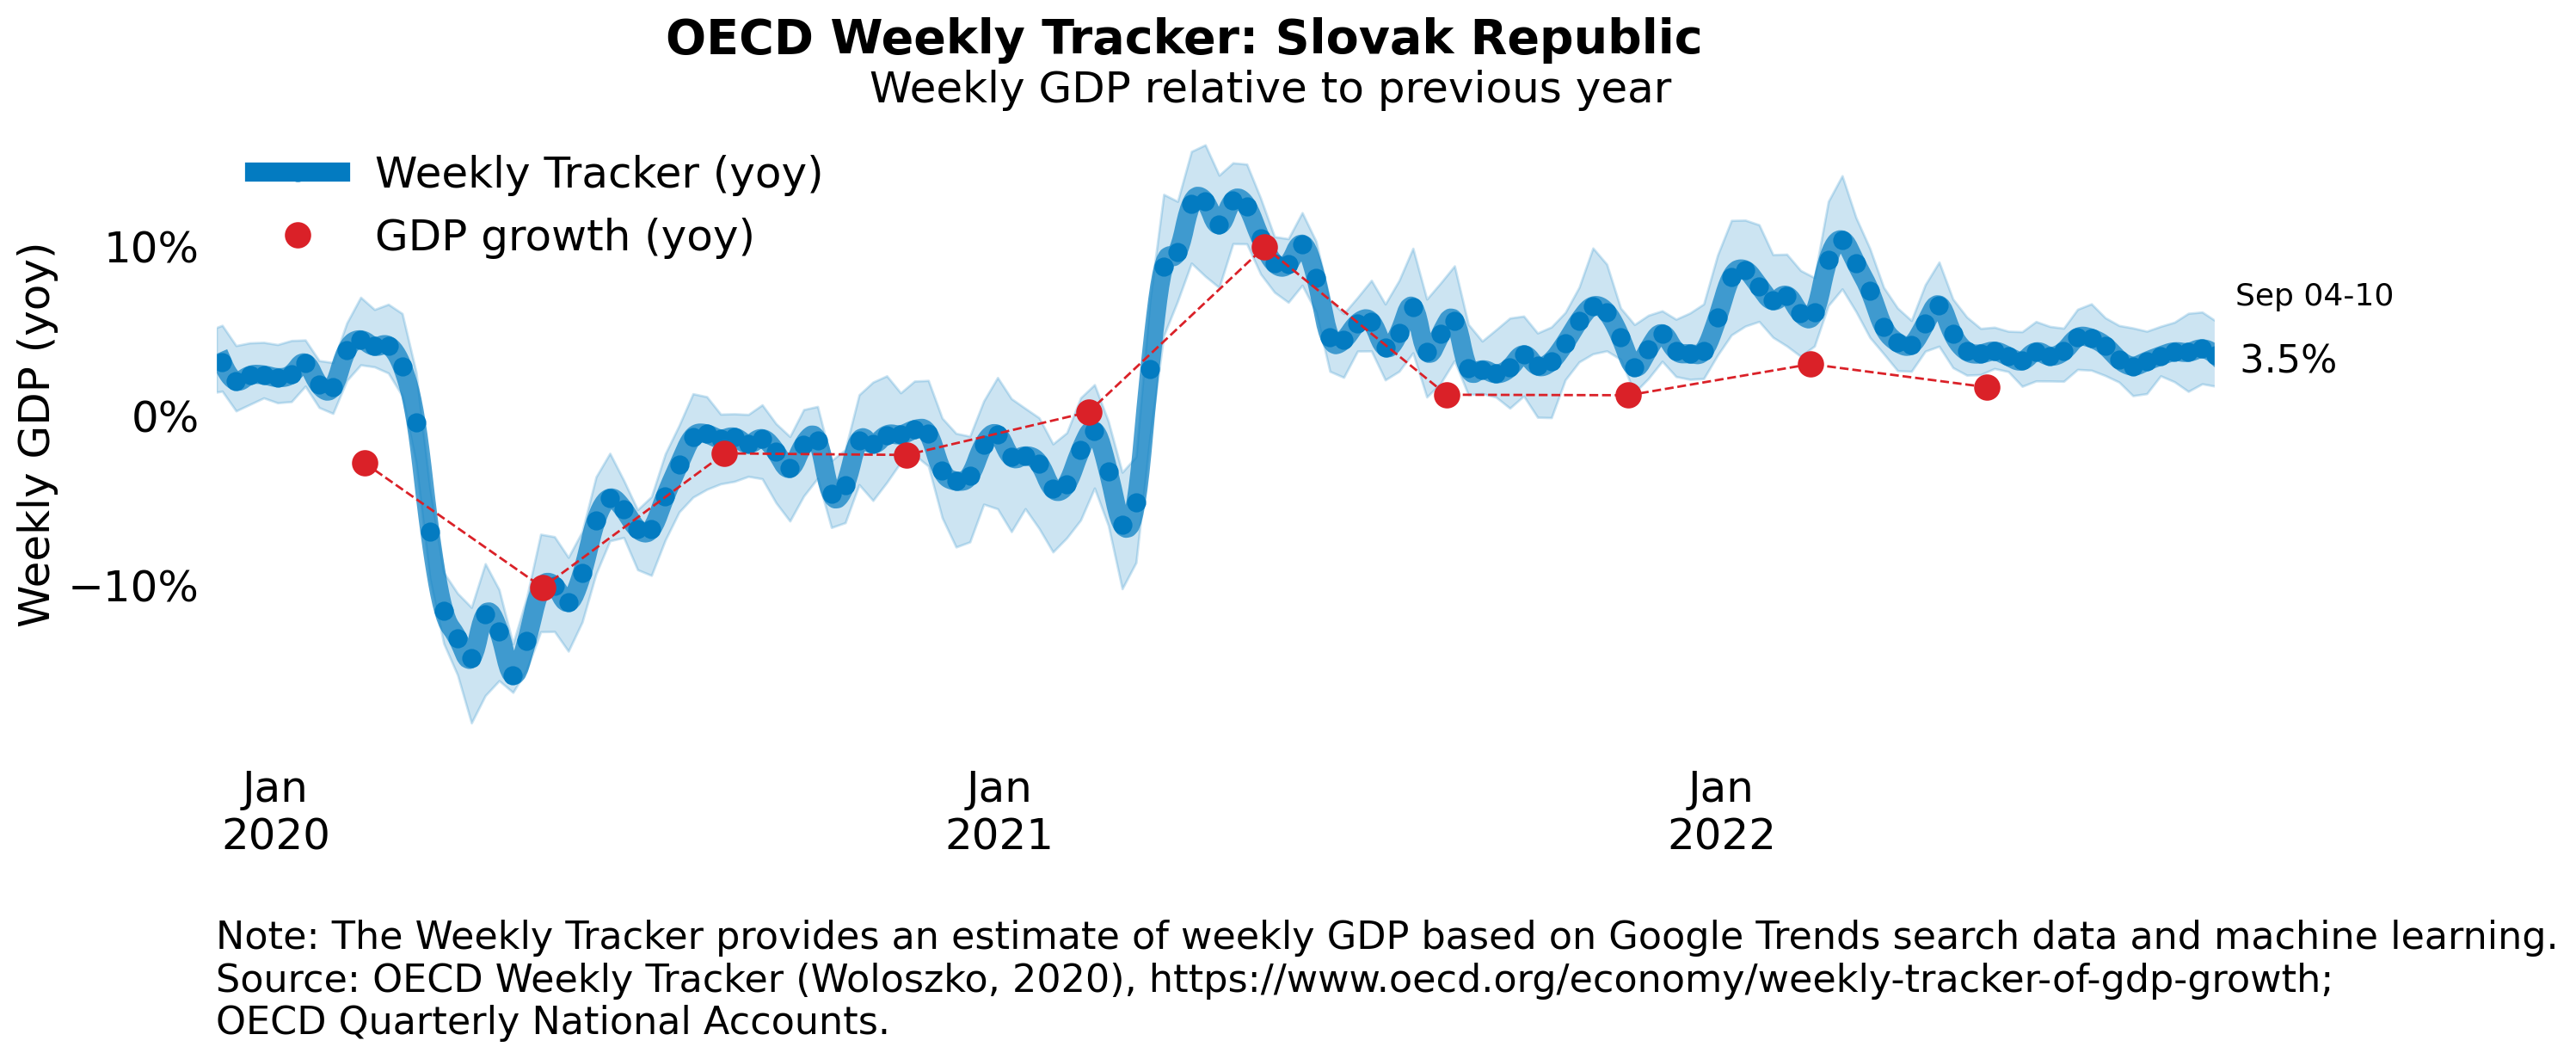 OECD Weekly Tracker: Slovak Republic
Weekly GDP relative to previous year
Weekly Tracker (yoy)
GDP growth (yoy)
Weekly GDP (yoy)
10%
0%
−10%
Sep 04-10
3.5%
Jan
2020
Jan
2021
Jan
2022
Note: The Weekly Tracker provides an estimate of weekly GDP based on Google Trends search data and machine learning.
Source: OECD Weekly Tracker (Woloszko, 2020), https://www.oecd.org/economy/weekly-tracker-of-gdp-growth;
OECD Quarterly National Accounts.